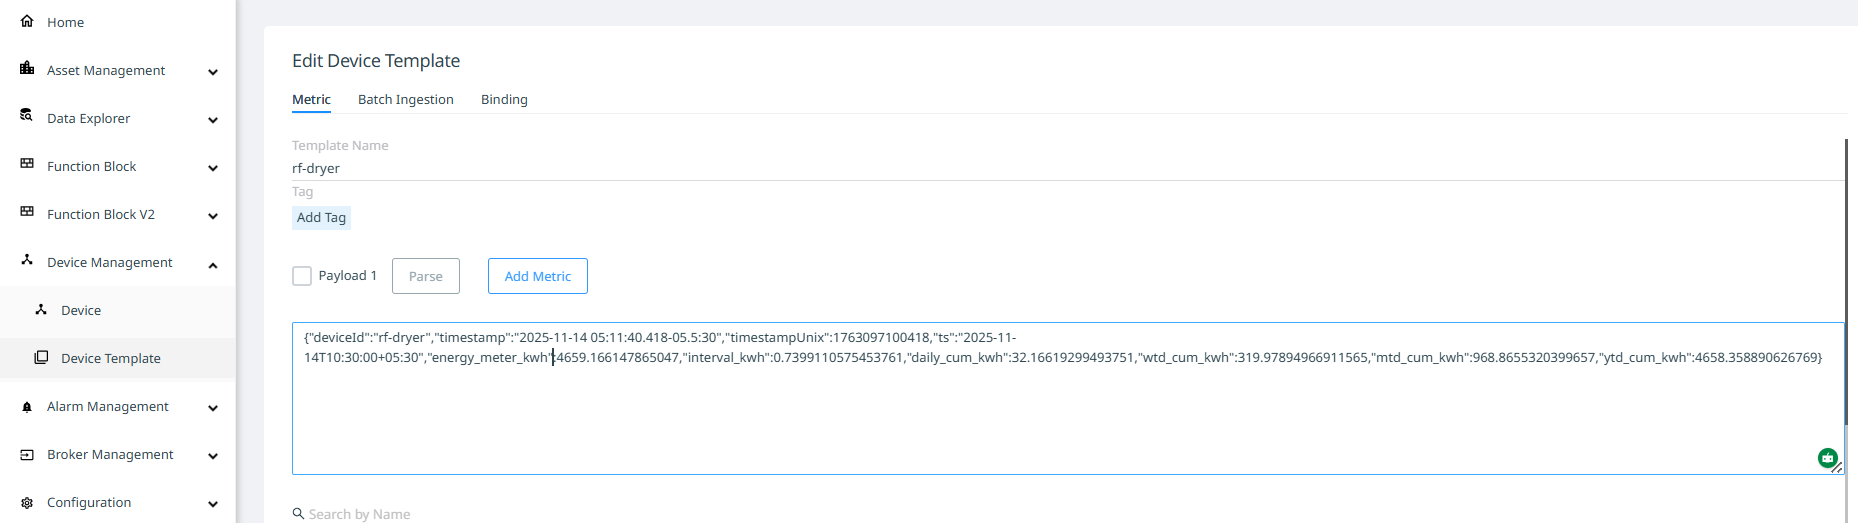 Home
Asset Management
Data Explorer
Function Block
Function Block V2
Device Management
Device
Device Template
Alarm Management
Broker Management
Configuration
Edit Device Template
Metric Batch Ingestion Binding
Template Name
rf-dryer
Tag
Add Tag
Payload 1 Parse Add Metric
{"deviceId":"rf-dryer","timestamp":"2025-11-14 05:11:40.418-05.5:30","timestampUnix":1763097100418,"ts":"2025-11-
14T10:30:00+05:30","energy_meter_kwh":4659.166147865047,"interval_kwh":0.7399110575453761,"daily_cum_kwh":32.16619299493751,"wtd_cum_kwh":319.97894966911565,"mtd_cum_kwh":968.8655320399657,"ytd_cum_kwh":4658.358890626769}
Search by Name